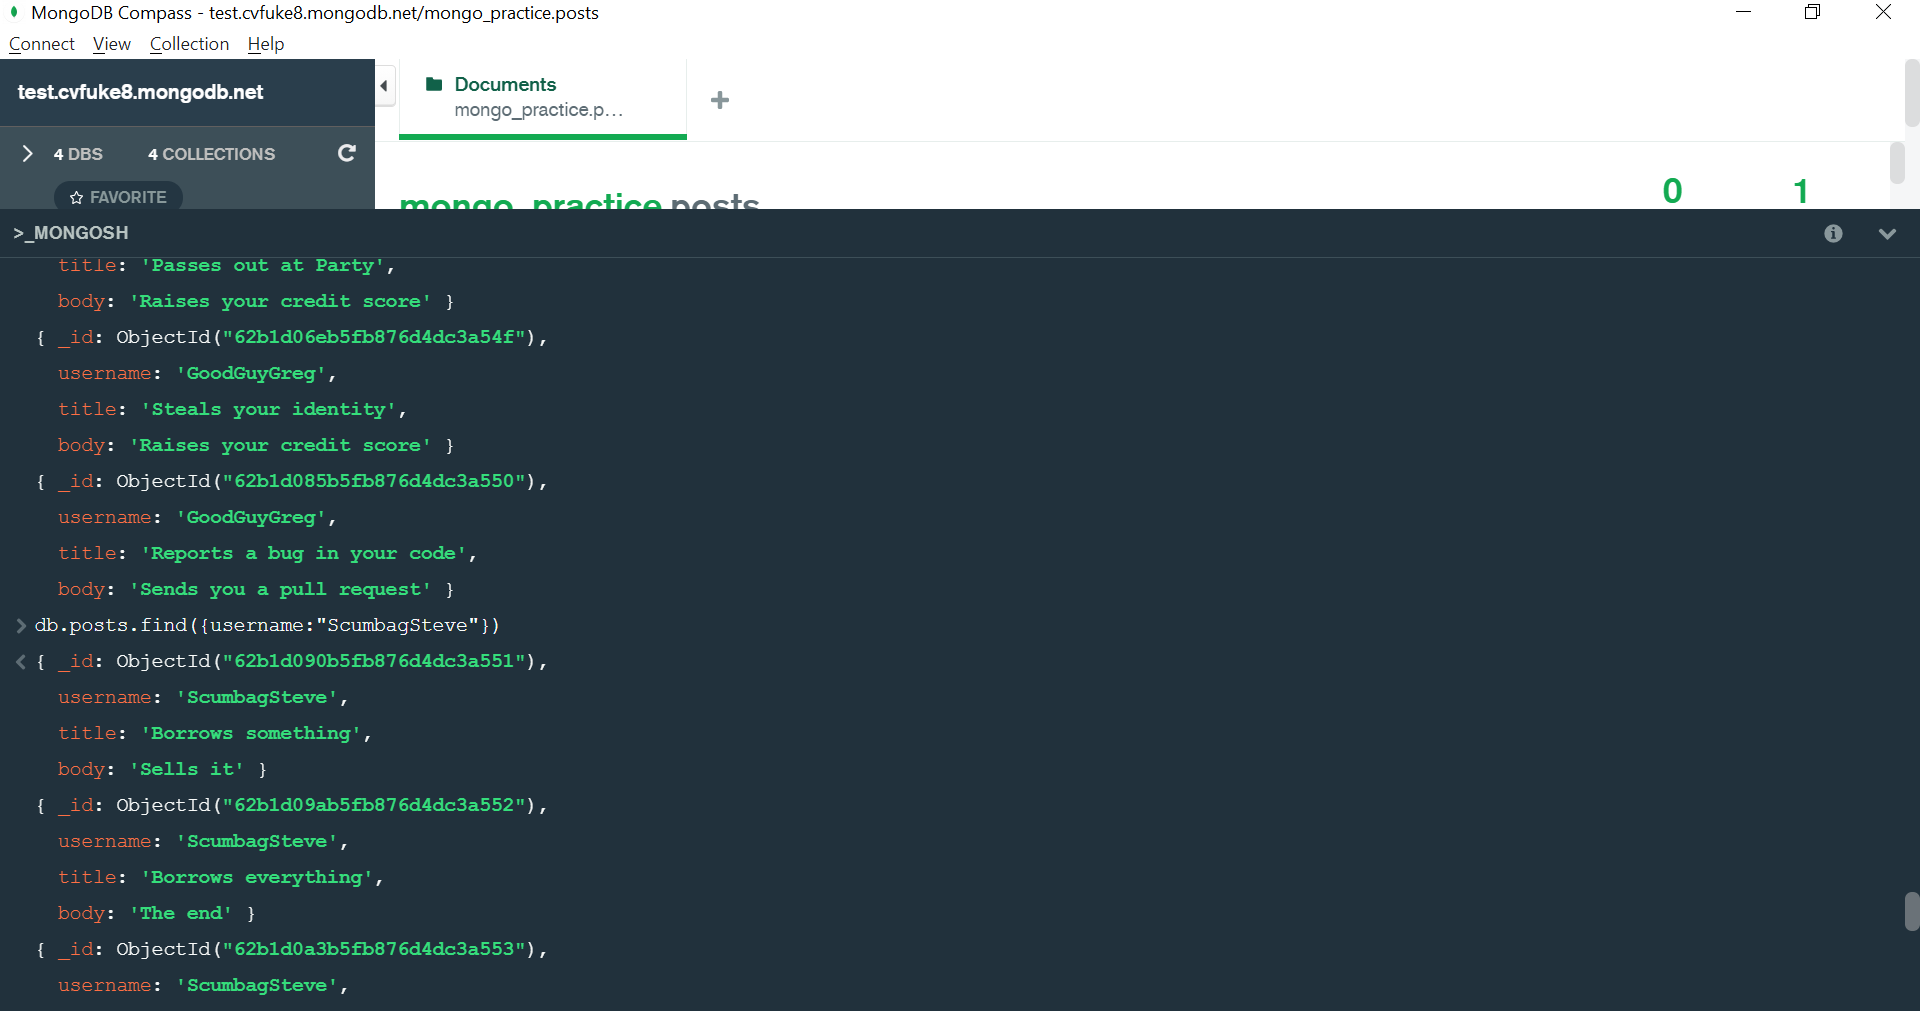 MongoDB Compass - test.cvfuke8.mongodb.net/mongo_practice.posts
Connect View Collection Help
test.cvfuke8.mongodb.net
Documents
mongo_practice.p...
4 DBS 4 COLLECTIONS
FAVORITE
mongo_practice.posts
0 1
>_MONGOSH
title: 'Passes out at Party',
body: 'Raises your credit score' }
{ _id: ObjectId("62b1d06eb5fb876d4dc3a54f"),
username: 'GoodGuyGreg',
title: 'Steals your identity',
body: 'Raises your credit score' }
{ _id: ObjectId("62b1d085b5fb876d4dc3a550"),
username: 'GoodGuyGreg',
title: 'Reports a bug in your code',
body: 'Sends you a pull request' }
> db.posts.find({username:"ScumbagSteve"})
< { _id: ObjectId("62b1d090b5fb876d4dc3a551"),
username: 'ScumbagSteve',
title: 'Borrows something',
body: 'Sells it' }
{ _id: ObjectId("62b1d09ab5fb876d4dc3a552"),
username: 'ScumbagSteve',
title: 'Borrows everything',
body: 'The end' }
{ _id: ObjectId("62b1d0a3b5fb876d4dc3a553"),
username: 'ScumbagSteve',